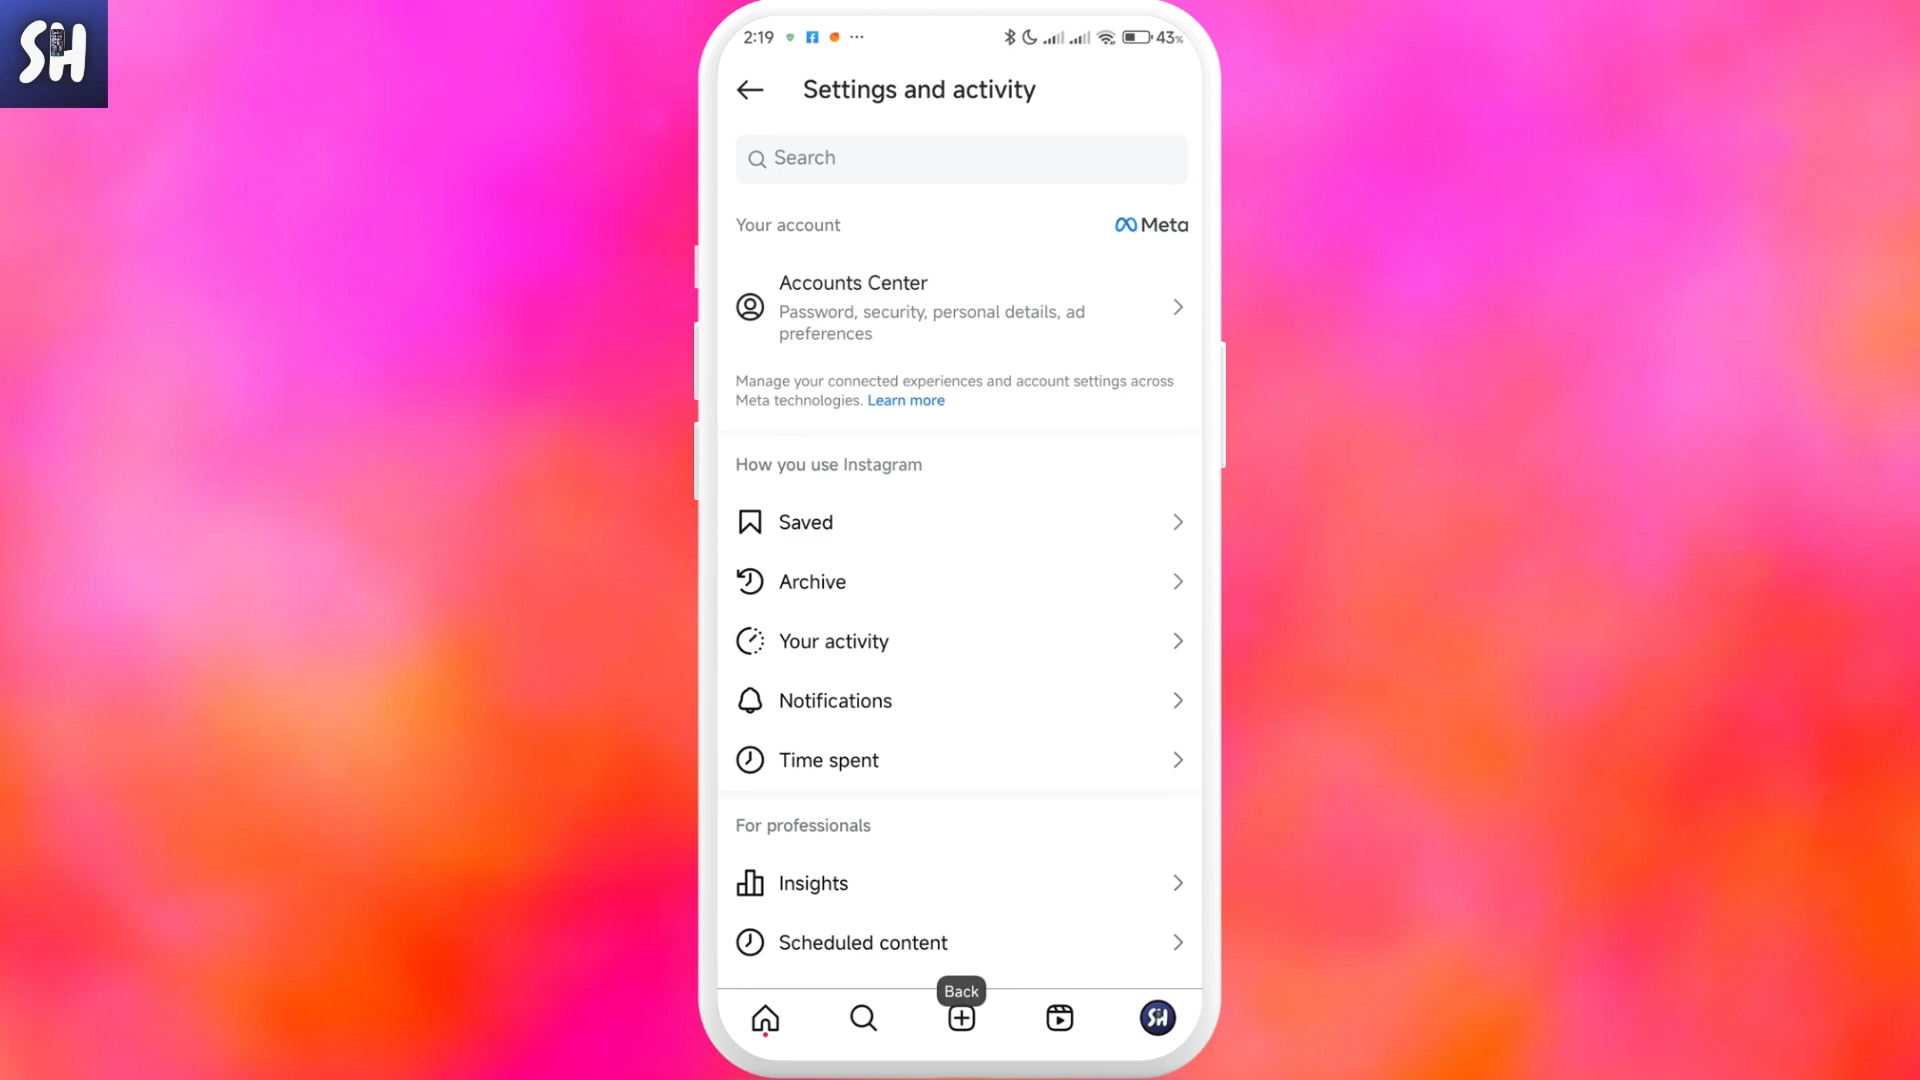 SH
2:19
43%
Settings and activity
Search
Your account
Meta
Accounts Center
Password, security, personal details, ad
preferences
Manage your connected experiences and account settings across
Meta technologies. Learn more
How you use Instagram
Saved
Archive
Your activity
Notifications
Time spent
For professionals
Insights
Scheduled content
Back
SH